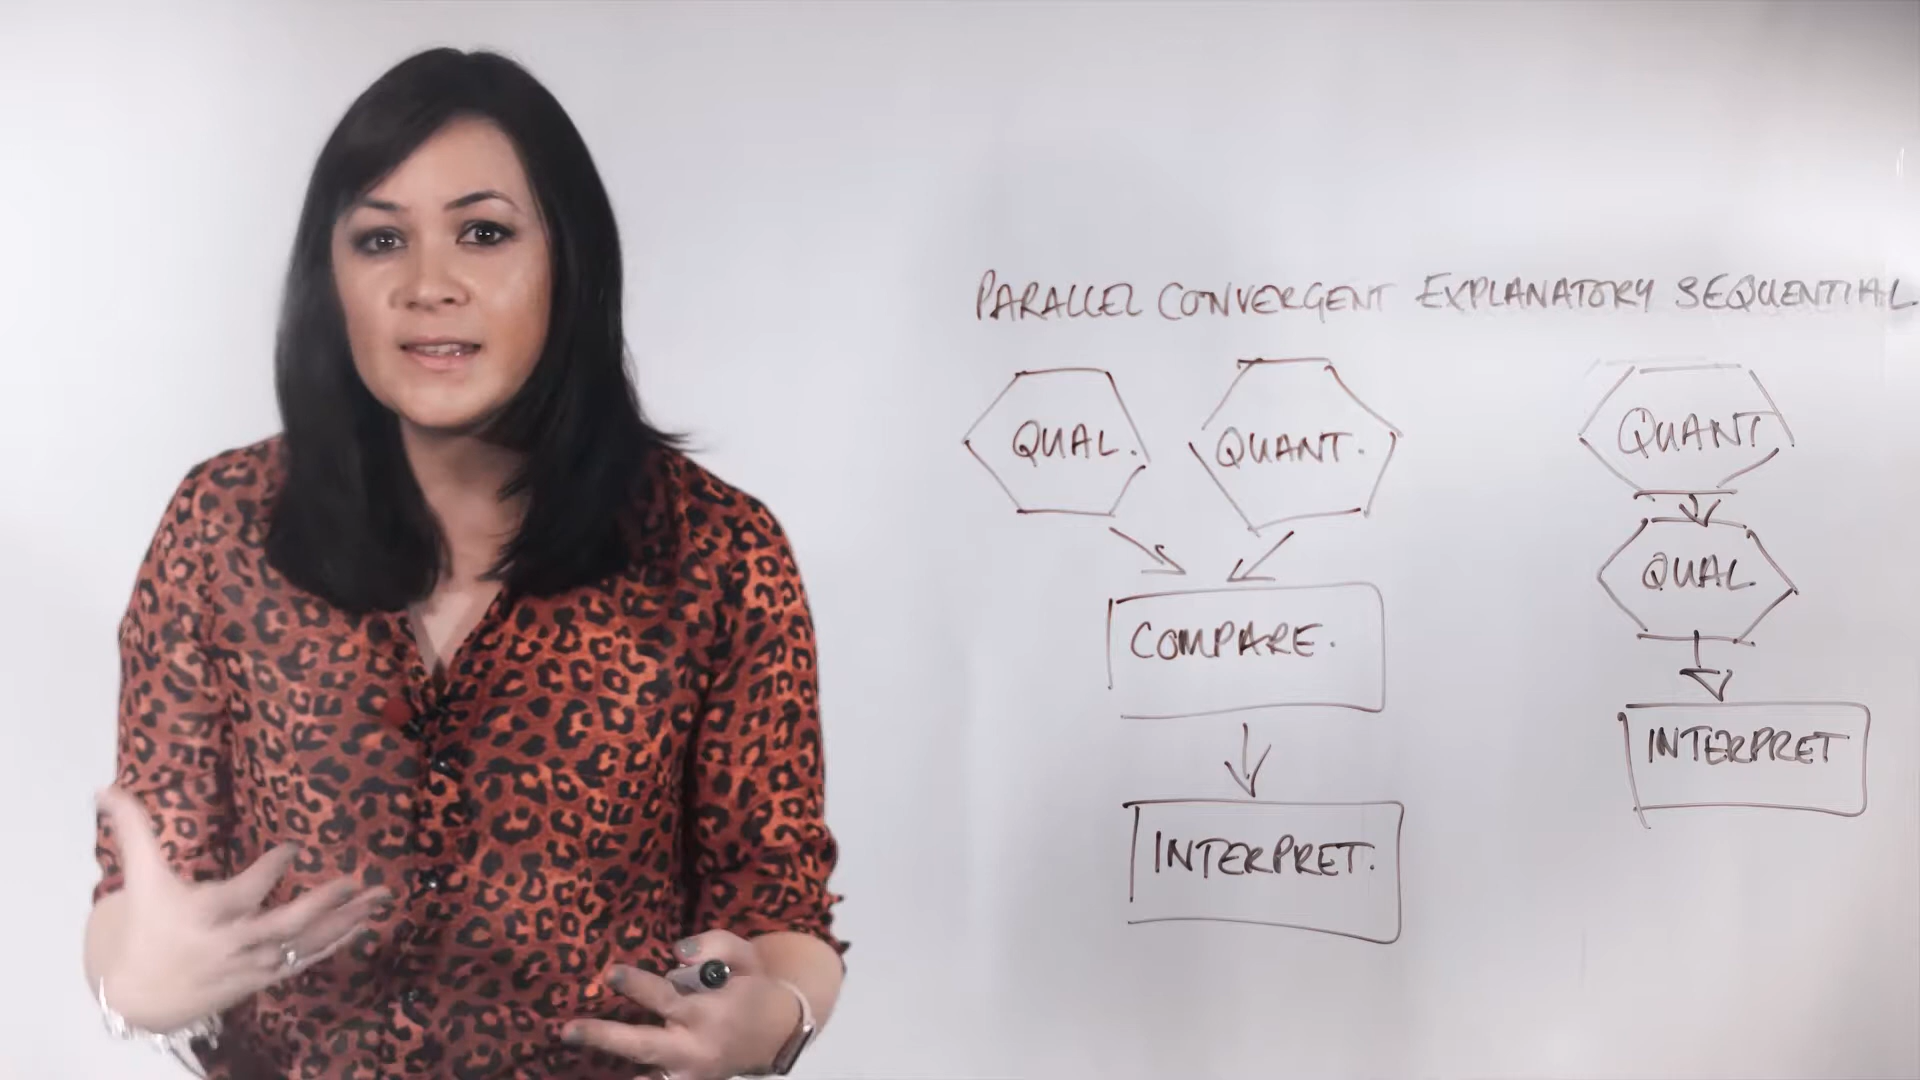 PARALLEL CONVERGENT
QUAL.
QUANT.
COMPARE.
INTERPRET.
EXPLANATORY SEQUENTIAL
QUANT
QUAL.
INTERPRET